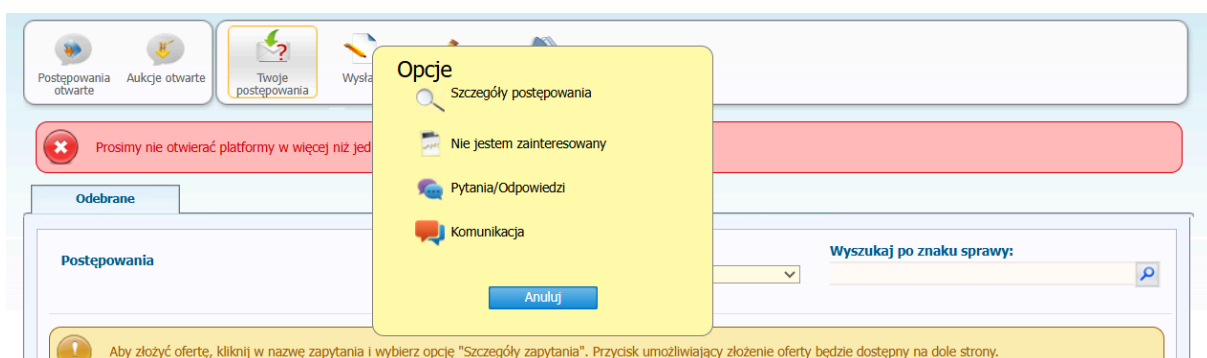 Postępowania otwarte
Aukcje otwarte
Twoje postępowania
Opcje
Szczegóły postępowania
Nie jestem zainteresowany
Pytania/Odpowiedzi
Komunikacja
Anuluj
Prosimy nie otwierać platformy w więcej niż
Odebrane
Postępowania
Wyszukaj po znaku sprawy:
Aby złożyć ofertę, kliknij w nazwę zapytania i wybierz opcję "Szczegóły zapytania". Przycisk umożliwiający złożenie oferty będzie dostępny na dole strony.